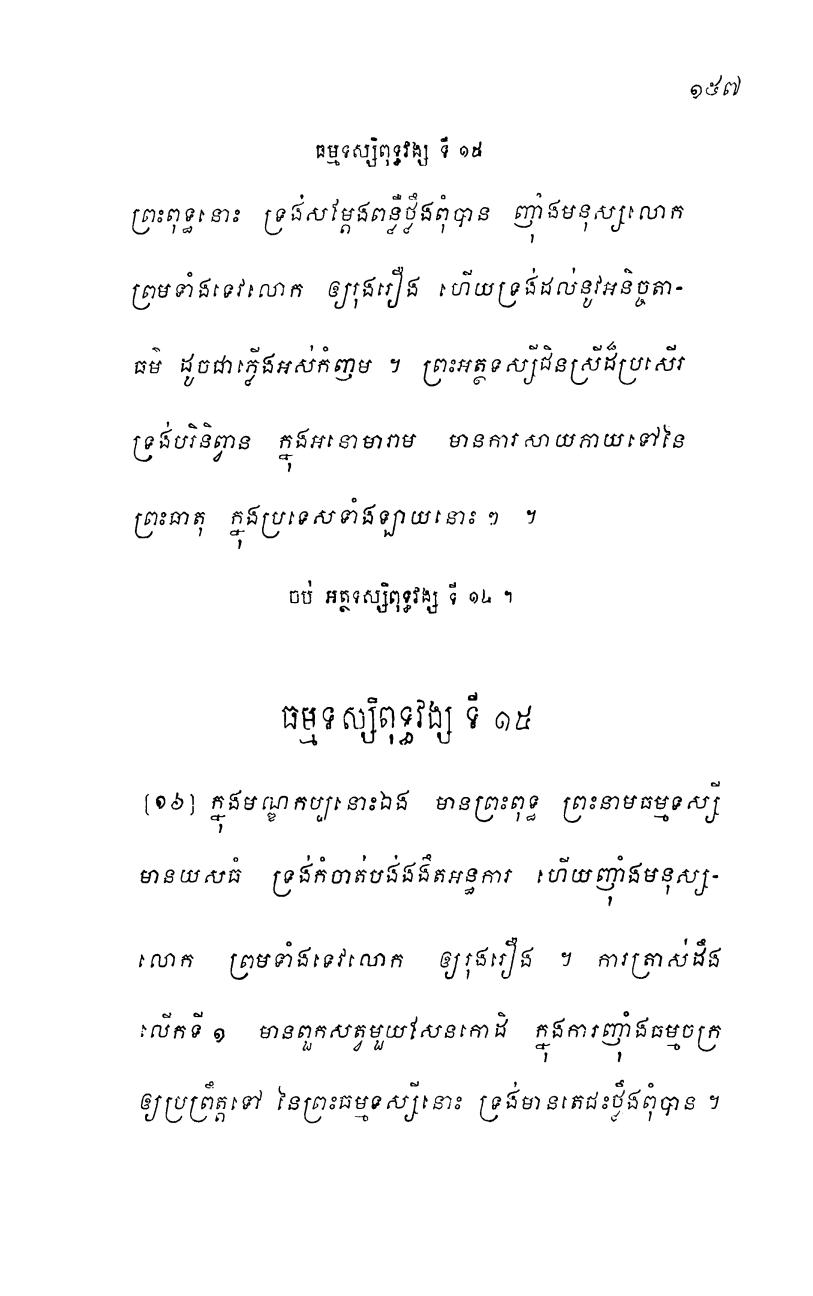 ១៥៧
ធម្មទស្សិពុទ្ធវង្ស ទី ១៥
ព្រះពុទ្ធនោះ ទ្រង់សម្តែងពន្លឺថ្លឹងពុំបាន ញុំាងមនុស្សលោក
ព្រមទាំងទេវលោក ឲ្យរុងរឿង ហើយទ្រង់ដល់នូវអនិច្ចតា-
ធម៌ ដូចជាភ្លើងអស់កំញម ។ ព្រះអត្ថទស្សីជិនស្រីដ៏ប្រសើរ
ទ្រង់បរិនិព្វាន ក្នុងអនោមារាម មានការសាយភាយទៅនៃ
ព្រះធាតុ ក្នុងប្រទេសទាំងឡាយនោះ ៗ ។
ចប់ អត្ថទស្សិពុទ្ធវង្ស ទី ១៤ ។
ធម្មទស្សីពុទ្ធវង្ស ទី ១៥
[១៦] ក្នុងមណ្ឌកប្បនោះឯង មានព្រះពុទ្ធ ព្រះនាមធម្មទស្សី
មានយសធំ ទ្រង់កំចាត់បង់ងងឹតអន្ធការ ហើយញុំាងមនុស្ស-
លោក ព្រមទាំងទេវលោក ឲ្យរុងរឿង ។ ការត្រាស់ដឹង
លើកទី ១ មានពួកសត្វមួយសែនកោដិ ក្នុងការញុំាងធម្មចក្រ
ឲ្យប្រព្រឹត្តទៅ នៃព្រះធម្មទស្សីនោះ ទ្រង់មានតេជះថ្លឹងពុំបាន ។